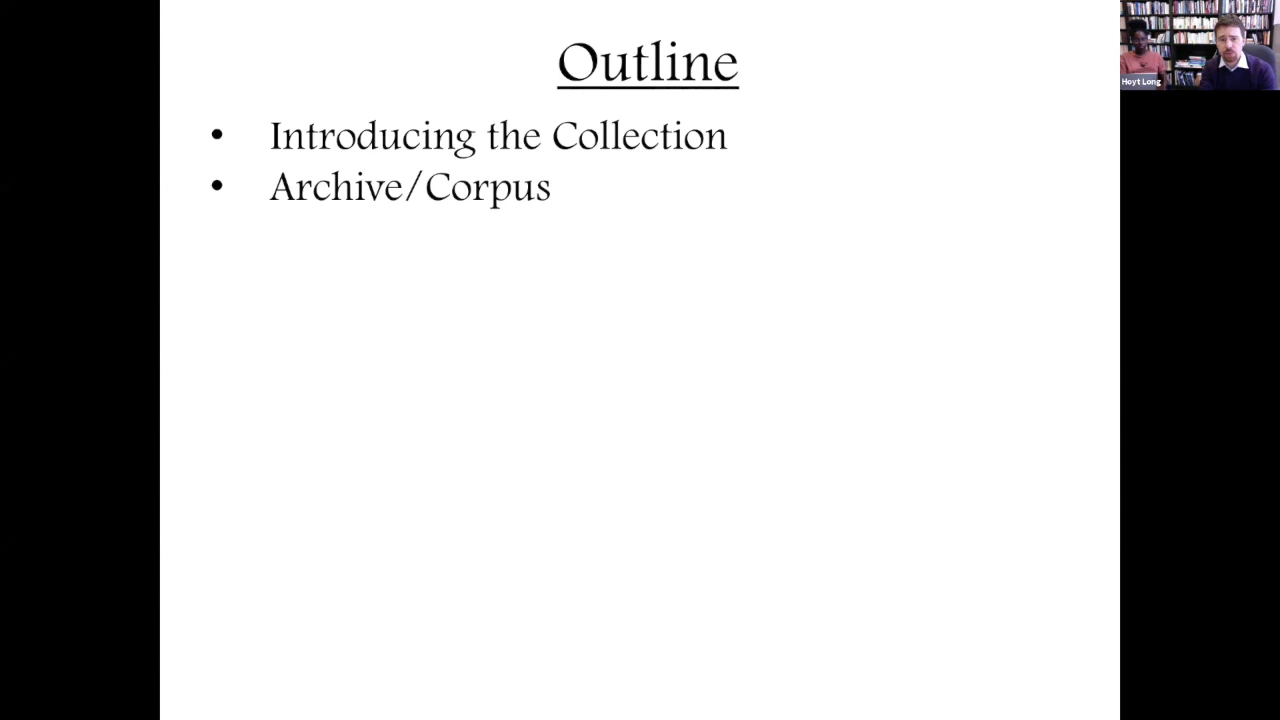 Outline
• Introducing the Collection
• Archive/Corpus
Hoyt Long